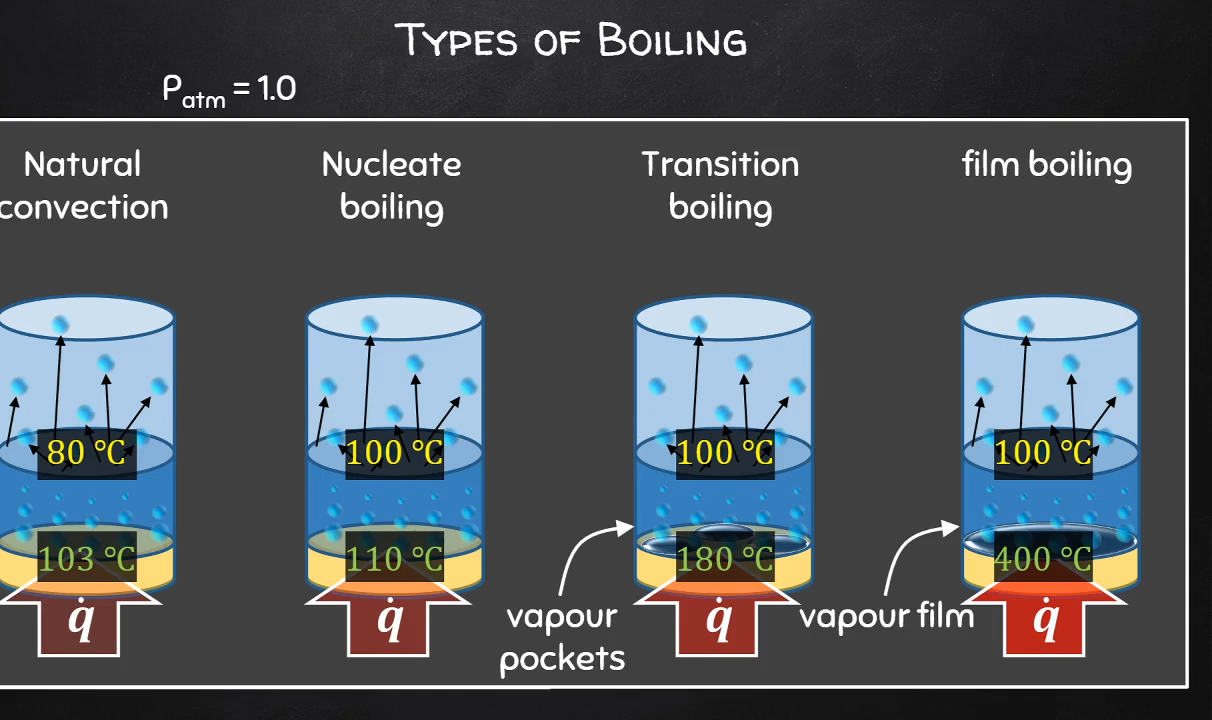 Types of Boiling
P_atm = 1.0
Natural
convection
Nucleate
boiling
Transition
boiling
film boiling
80 ℃
100 ℃
100 ℃
100 ℃
103 ℃
110 ℃
180 ℃
400 ℃
q̇
q̇
q̇
q̇
vapour
pockets
vapour film